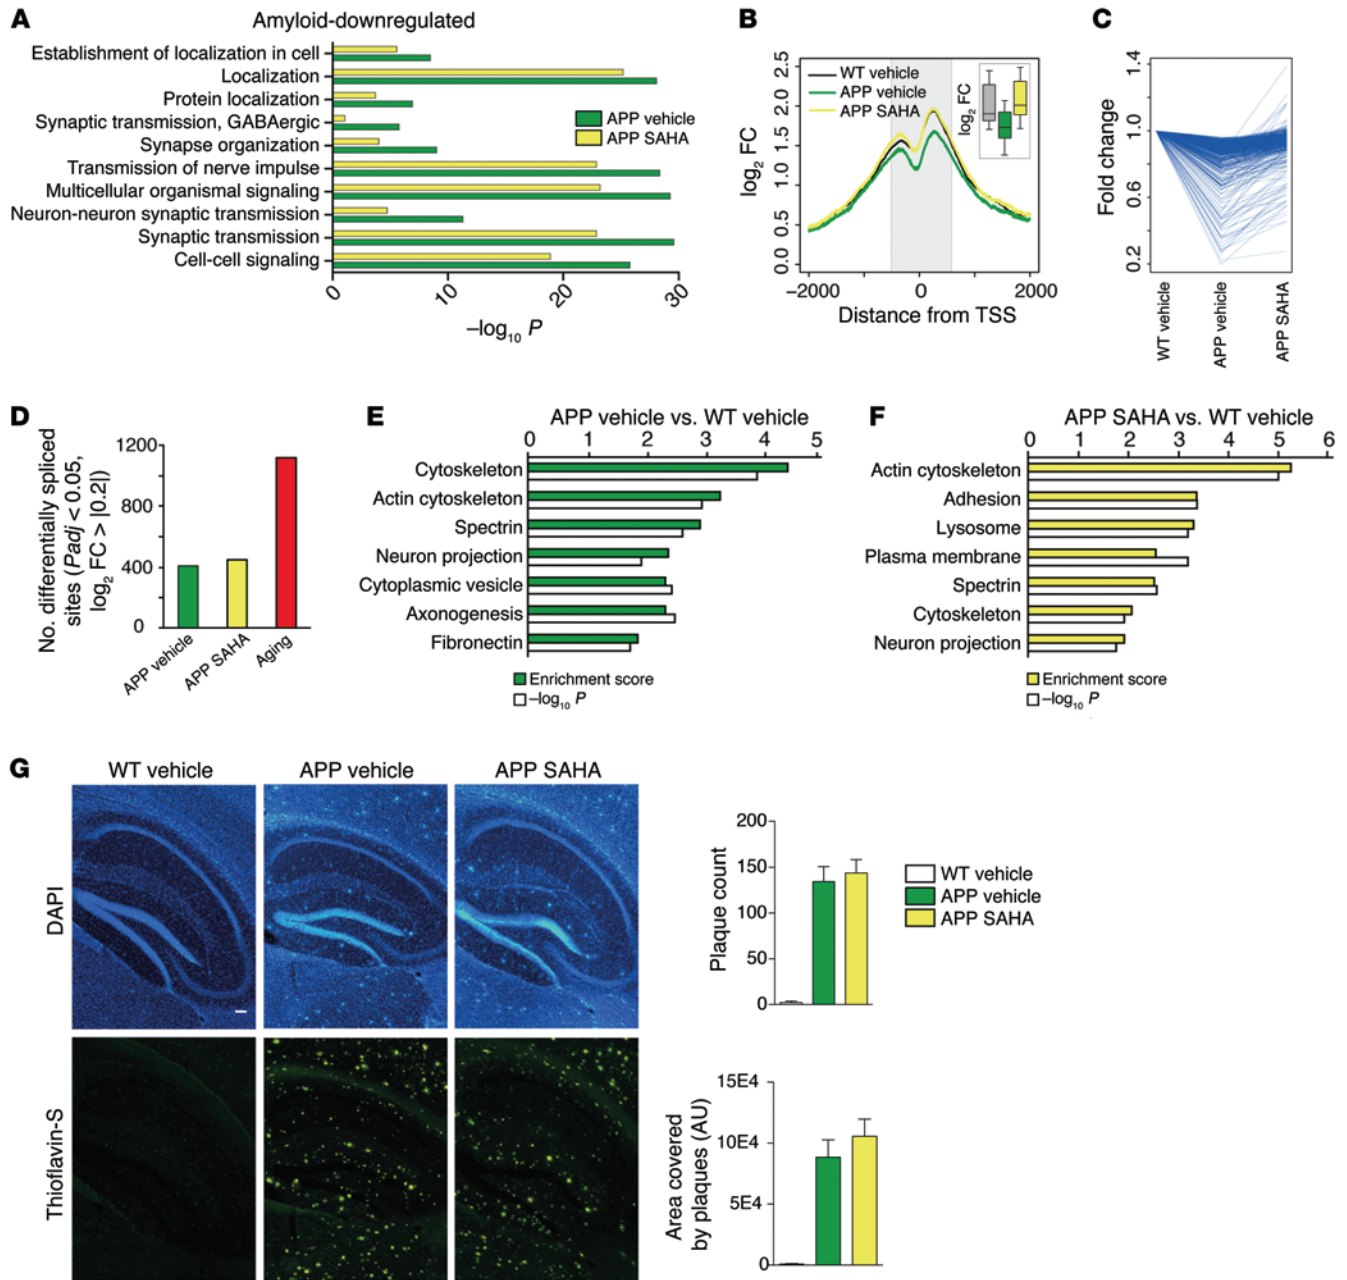 A
Amyloid-downregulated
Establishment of localization in cell
Localization
Protein localization
Synaptic transmission, GABAergic
Synapse organization
Transmission of nerve impulse
Multicellular organismal signaling
Neuron-neuron synaptic transmission
Synaptic transmission
Cell-cell signaling
APP vehicle
APP SAHA
0 10 20 30
–log10 P
B
log2 FC
0.0 0.5 1.0 1.5 2.0 2.5
WT vehicle
APP vehicle
APP SAHA
log2 FC
−2000 0 2000
Distance from TSS
C
Fold change
0.2 0.6 1.0 1.4
WT vehicle
APP vehicle
APP SAHA
D
No. differentially spliced
sites (Padj < 0.05,
log2 FC > |0.2|)
1200
800
400
0
APP vehicle
APP SAHA
Aging
E
APP vehicle vs. WT vehicle
0 1 2 3 4 5
Cytoskeleton
Actin cytoskeleton
Spectrin
Neuron projection
Cytoplasmic vesicle
Axonogenesis
Fibronectin
Enrichment score
–log10 P
F
APP SAHA vs. WT vehicle
0 1 2 3 4 5 6
Actin cytoskeleton
Adhesion
Lysosome
Plasma membrane
Spectrin
Cytoskeleton
Neuron projection
Enrichment score
–log10 P
G
WT vehicle
APP vehicle
APP SAHA
DAPI
Thioflavin-S
Plaque count
200
150
100
50
0
WT vehicle
APP vehicle
APP SAHA
Area covered
by plaques (AU)
15E4
10E4
5E4
0